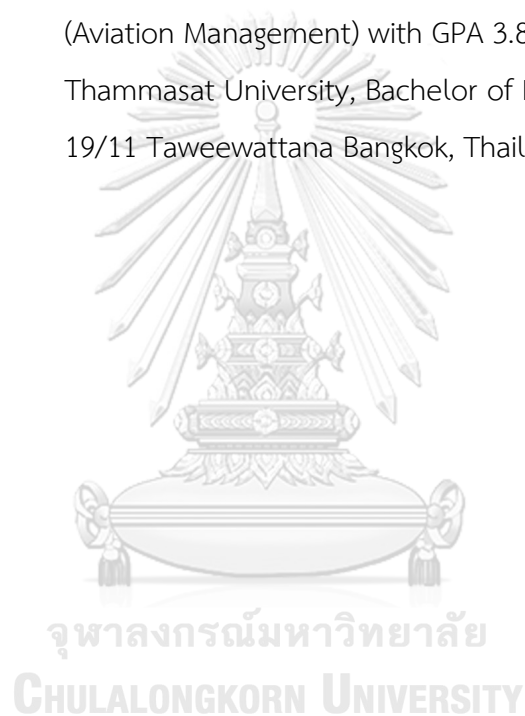 (Aviation Management) with GPA 3.8
Thammasat University, Bachelor of
19/11 Taweewattana Bangkok,
จุฬาลงกรณ์มหาวิทยาลัย
CHULALONGKORN UNIVERSITY